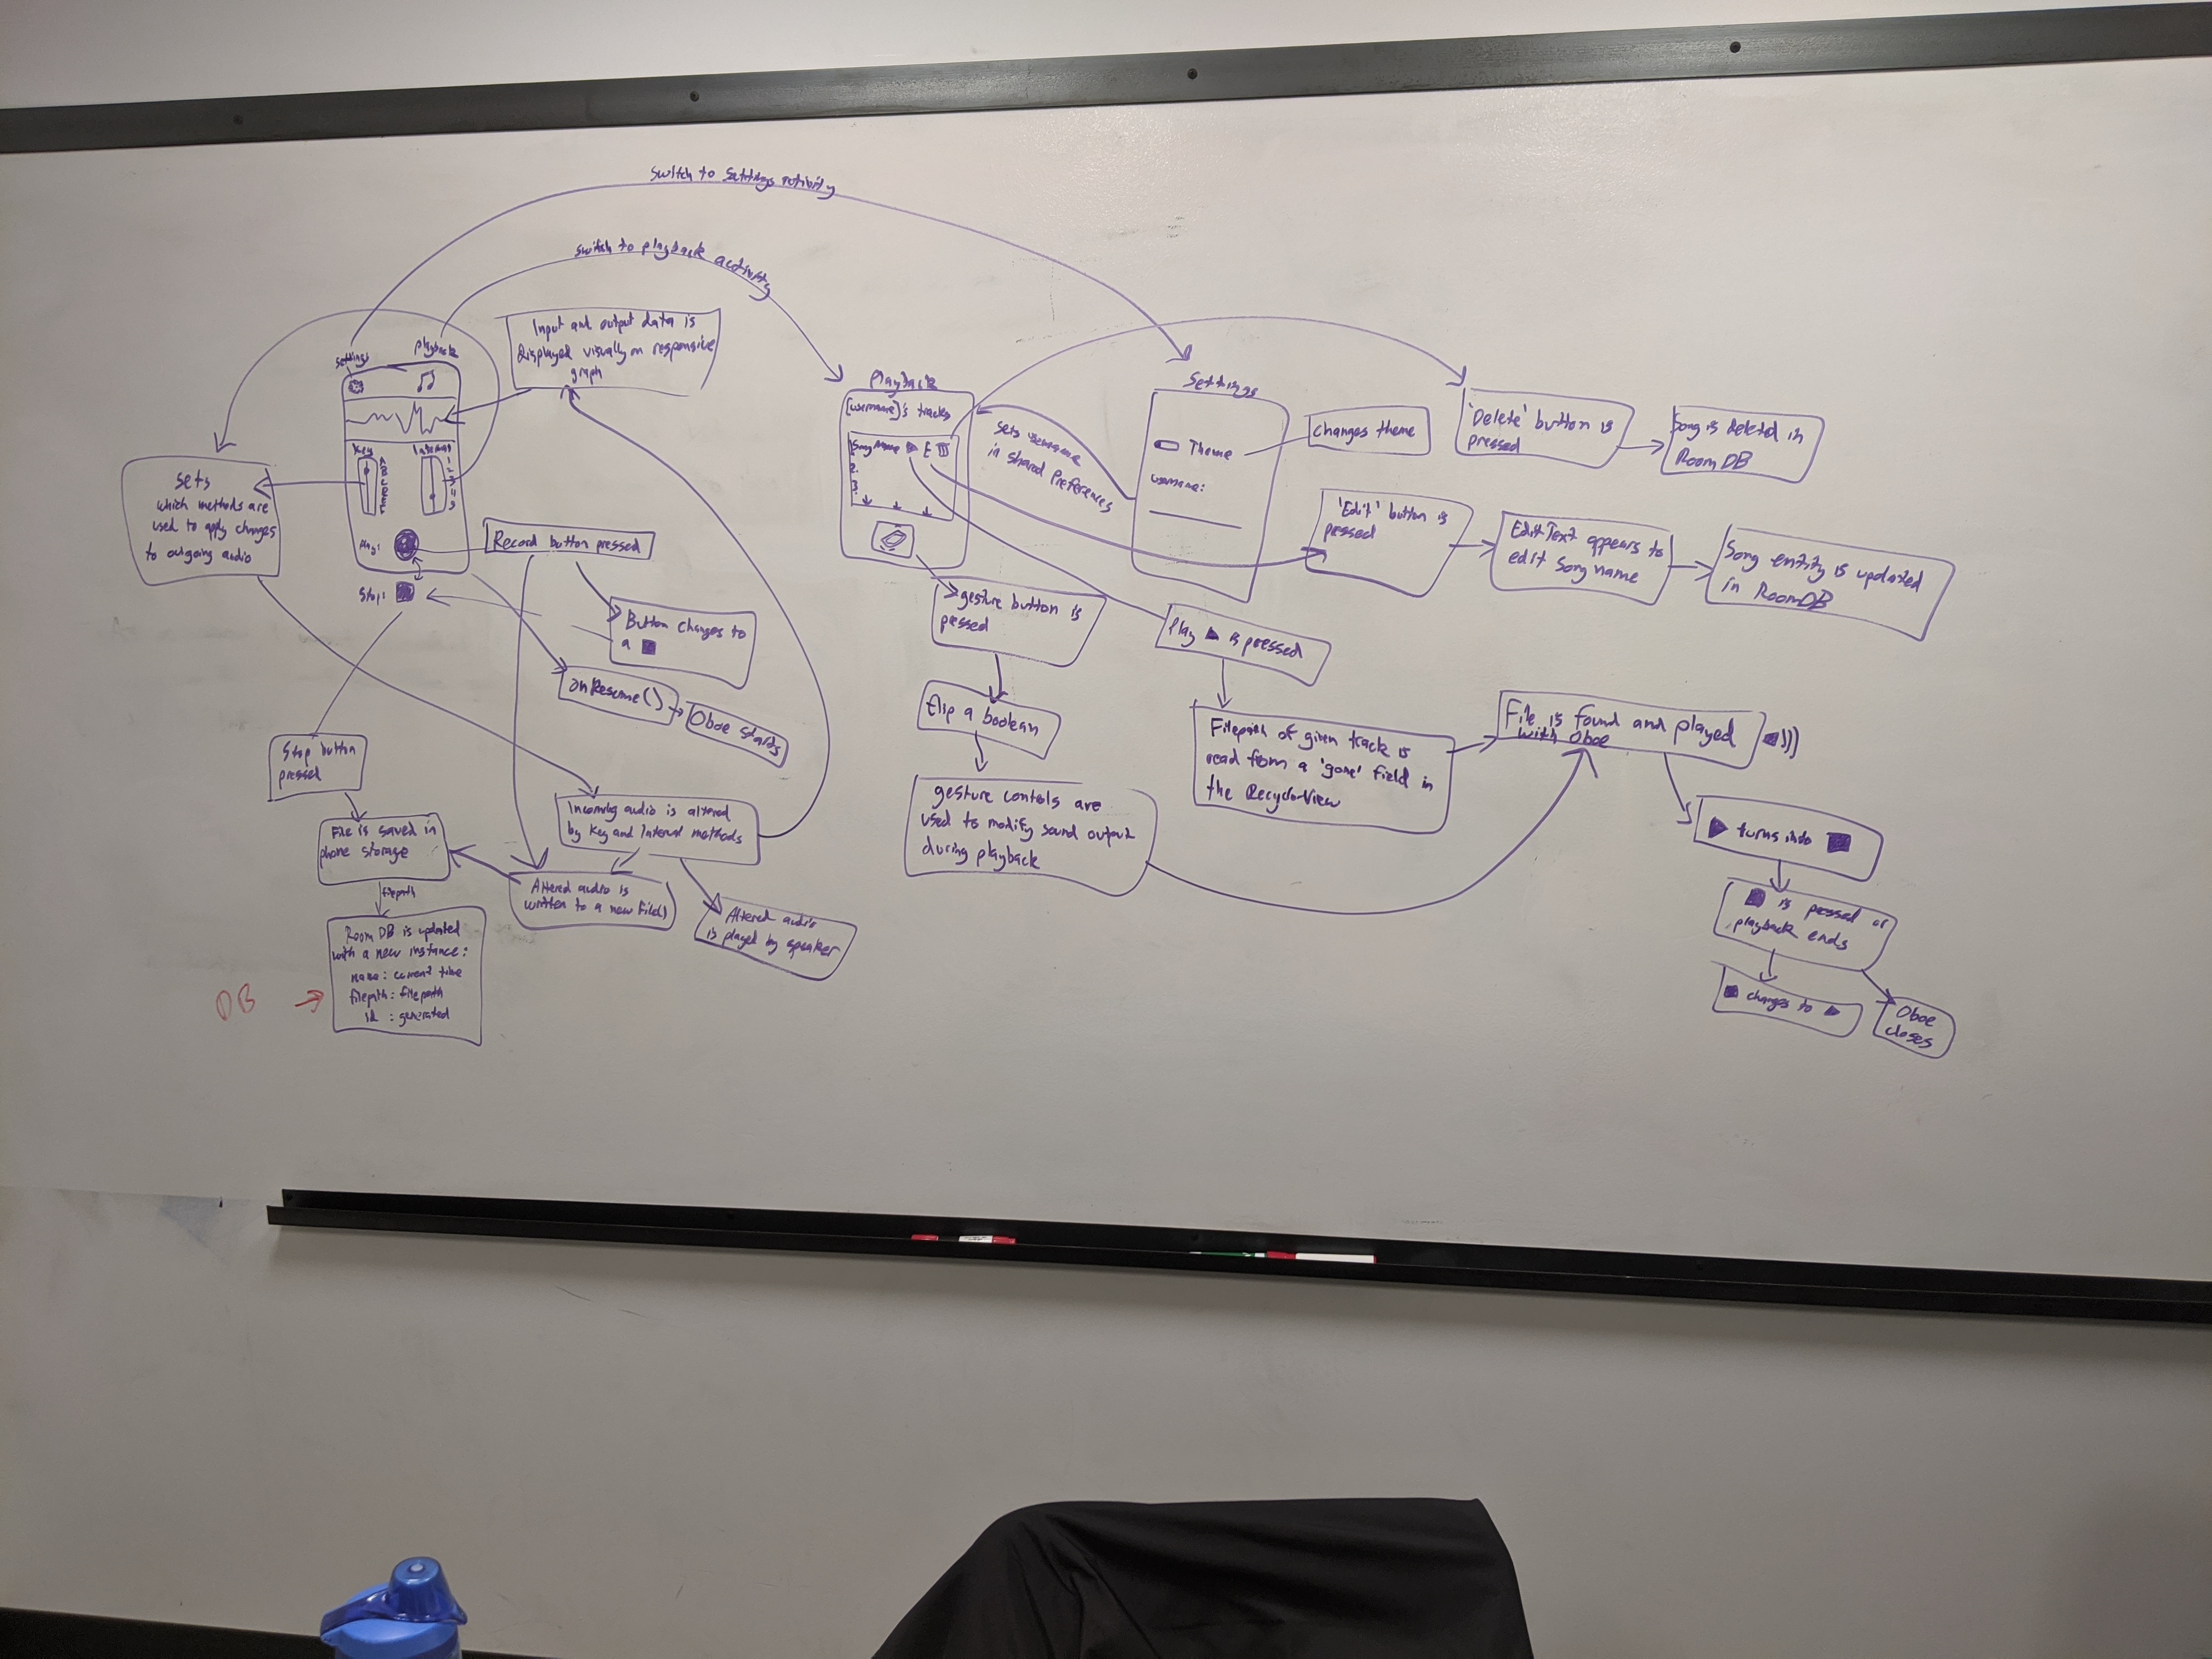 Switch to Settings activity
switch to playback activity
settings
playback
Key
Interval
A
B
C
D
E
F
Play:
Stop:
Input and output data is
displayed visually on responsive
graph
sets
which methods are
used to apply changes
to outgoing audio
Record button pressed
Button changes to
a
onResume()
Oboe starts
Stop button
pressed
File is saved in
phone storage
filepath
Room DB is updated
with a new instance:
name: current time
filepath: filepath
id : generated
DB
Incoming audio is altered
by Key and Interval methods
Altered audio is
written to a new File()
Altered audio
is played by speaker
Playback
[username]'s tracks
Song Name E
2.
3.
gesture button is
pressed
flip a boolean
gesture controls are
used to modify sound output
during playback
sets username
in shared Preferences
Settings
Theme
username:
changes theme
'Delete' button is
pressed
Song is deleted in
Room DB
'Edit' button is
pressed
EditText appears to
edit song name
Song entity is updated
in RoomDB
Play is pressed
Filepath of given track is
read from a 'gone' field in
the RecyclerView
File is found and played
with Oboe
turns into
is pressed or
playback ends
changes to
Oboe
closes